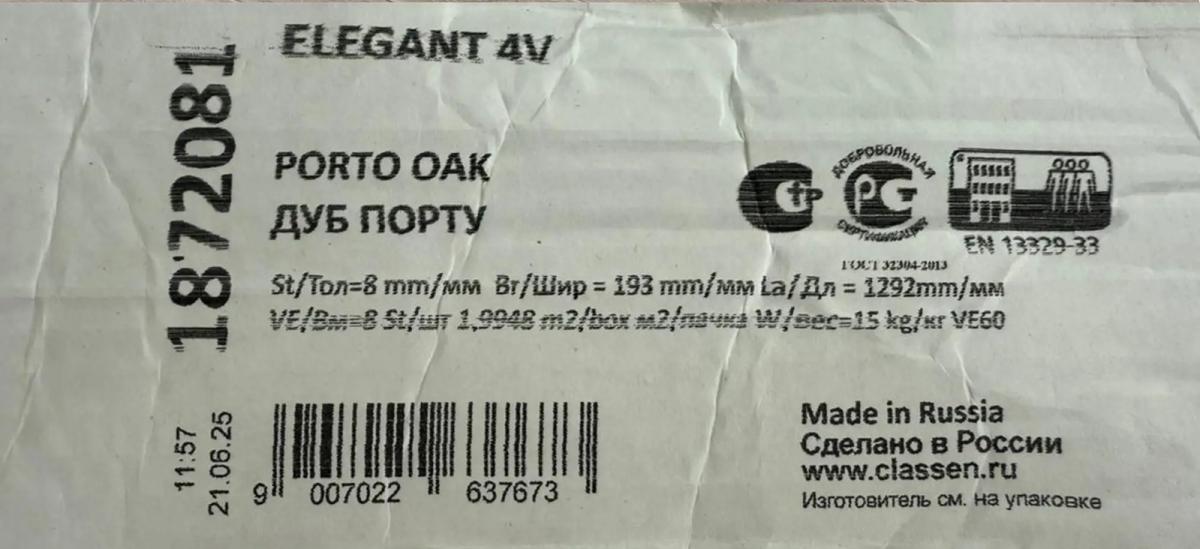 1872081
ELEGANT 4V
PORTO OAK
ДУБ ПОРТУ
СтР
ДОБРОВОЛЬНАЯ
РСТ
СЕРТИФИКАЦИЯ
EN 13329-33
ГОСТ 32304-2013
St/Тол=8 mm/мм Br/Шир = 193 mm/мм La/Дл = 1292mm/мм
VE/Вм=8 St/шт 1,9948 m2/box м2/пачка W/вес=15 kg/кг VE60
11:57
21.06.25
9 007022 637673
Made in Russia
Сделано в России
www.classen.ru
Изготовитель см. на упаковке